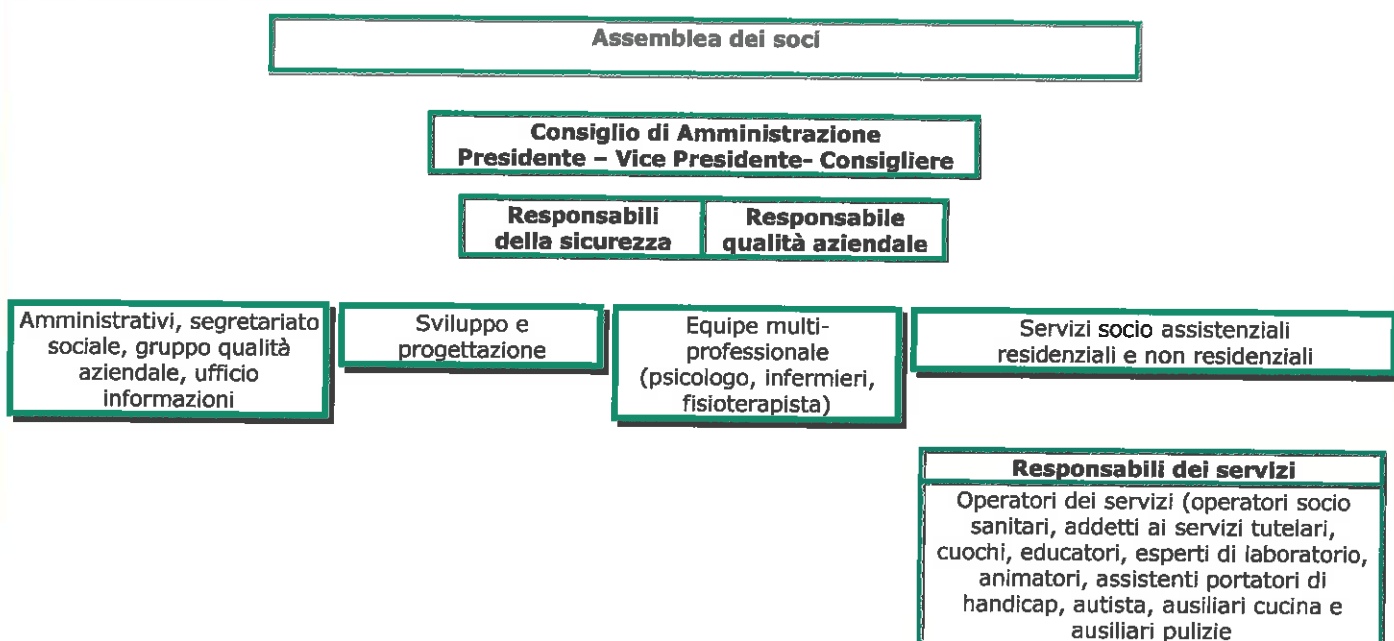 Assemblea dei soci
Consiglio di Amministrazione
Presidente – Vice Presidente- Consigliere
Responsabili
della sicurezza
Responsabile
qualità aziendale
Amministrativi, segretariato
sociale, gruppo qualità
aziendale, ufficio
informazioni
Sviluppo e
progettazione
Equipe multi-
professionale
(psicologo, infermieri,
fisioterapista)
Servizi socio assistenziali
residenziali e non residenziali
Responsabili dei servizi
Operatori dei servizi (operatori socio
sanitari, addetti ai servizi tutelari,
cuochi, educatori, esperti di laboratorio,
animatori, assistenti portatori di
handicap, autista, ausiliari cucina e
ausiliari pulizie